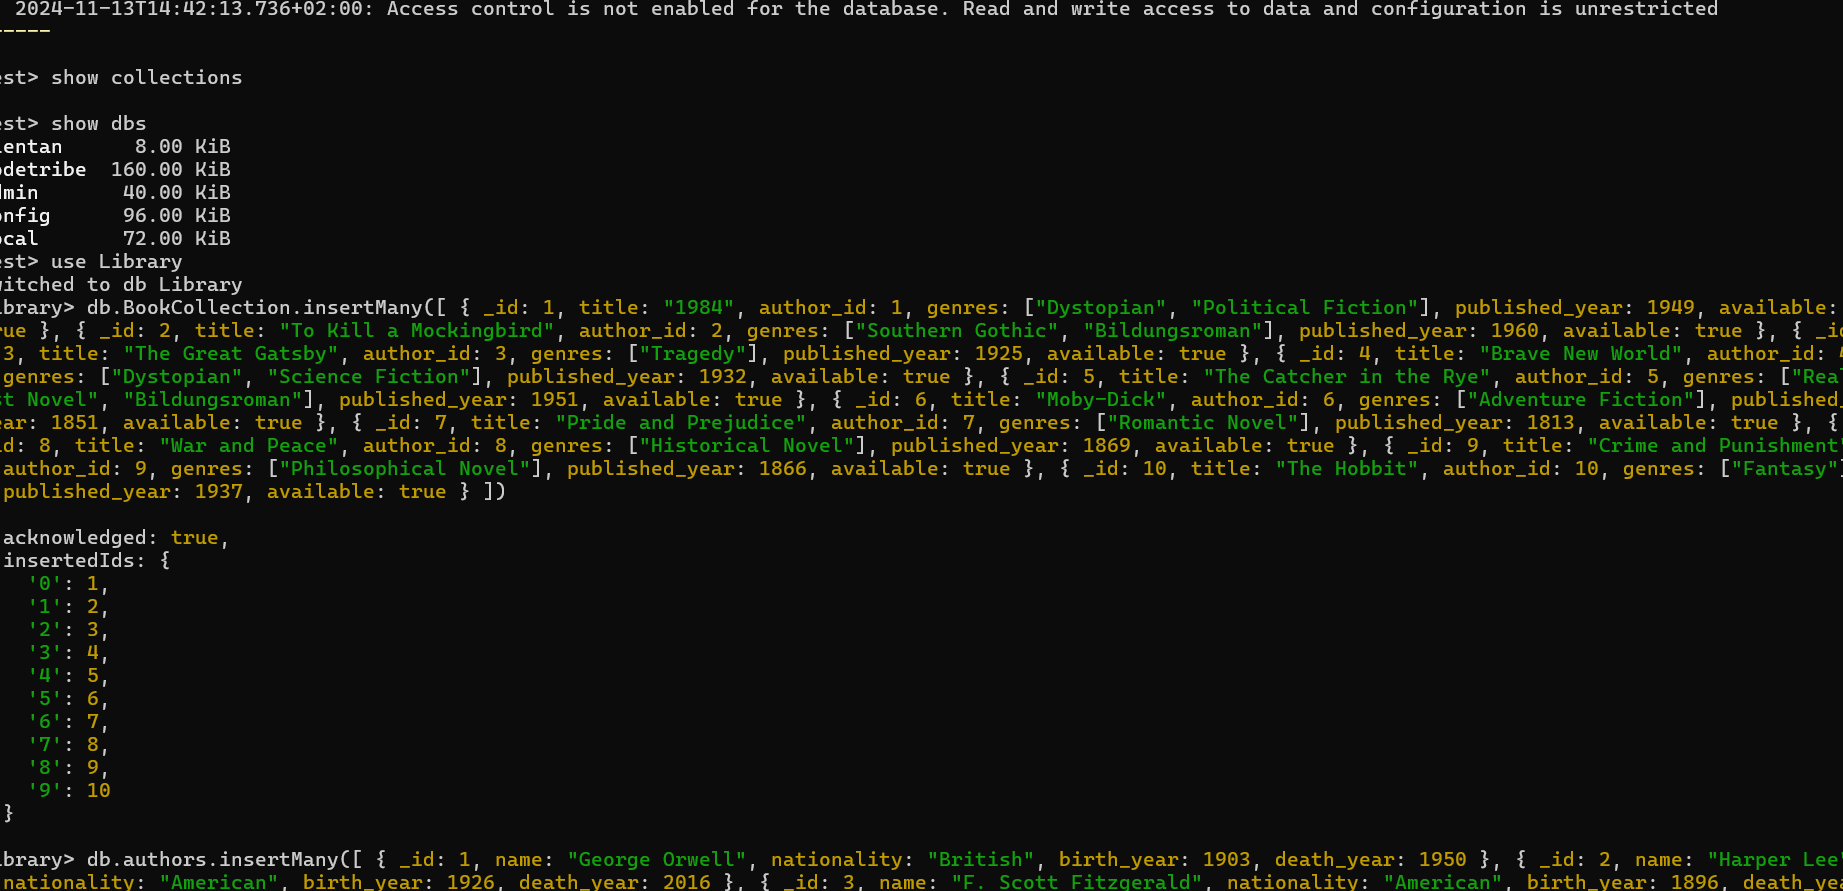 2024-11-13T14:42:13.736+02:00: Access control is not enabled for the database. Read and write access to data and configuration is unrestricted
-----
est> show collections
est> show dbs
entan 8.00 KiB
odetribe 160.00 KiB
dmin 40.00 KiB
onfig 96.00 KiB
ocal 72.00 KiB
est> use Library
witched to db Library
ibrary> db.BookCollection.insertMany([ { _id: 1, title: "1984", author_id: 1, genres: ["Dystopian", "Political Fiction"], published_year: 1949, available:
rue }, { _id: 2, title: "To Kill a Mockingbird", author_id: 2, genres: ["Southern Gothic", "Bildungsroman"], published_year: 1960, available: true }, { _id
3, title: "The Great Gatsby", author_id: 3, genres: ["Tragedy"], published_year: 1925, available: true }, { _id: 4, title: "Brave New World", author_id: 4
genres: ["Dystopian", "Science Fiction"], published_year: 1932, available: true }, { _id: 5, title: "The Catcher in the Rye", author_id: 5, genres: ["Real
st Novel", "Bildungsroman"], published_year: 1951, available: true }, { _id: 6, title: "Moby-Dick", author_id: 6, genres: ["Adventure Fiction"], published_
ear: 1851, available: true }, { _id: 7, title: "Pride and Prejudice", author_id: 7, genres: ["Romantic Novel"], published_year: 1813, available: true }, {
id: 8, title: "War and Peace", author_id: 8, genres: ["Historical Novel"], published_year: 1869, available: true }, { _id: 9, title: "Crime and Punishment"
author_id: 9, genres: ["Philosophical Novel"], published_year: 1866, available: true }, { _id: 10, title: "The Hobbit", author_id: 10, genres: ["Fantasy"]
published_year: 1937, available: true } ])
acknowledged: true,
insertedIds: {
'0': 1,
'1': 2,
'2': 3,
'3': 4,
'4': 5,
'5': 6,
'6': 7,
'7': 8,
'8': 9,
'9': 10
}
ibrary> db.authors.insertMany([ { _id: 1, name: "George Orwell", nationality: "British", birth_year: 1903, death_year: 1950 }, { _id: 2, name: "Harper Lee"
nationality: "American", birth_year: 1926, death_year: 2016 }, { _id: 3, name: "F. Scott Fitzgerald", nationality: "American", birth_year: 1896, death_yea